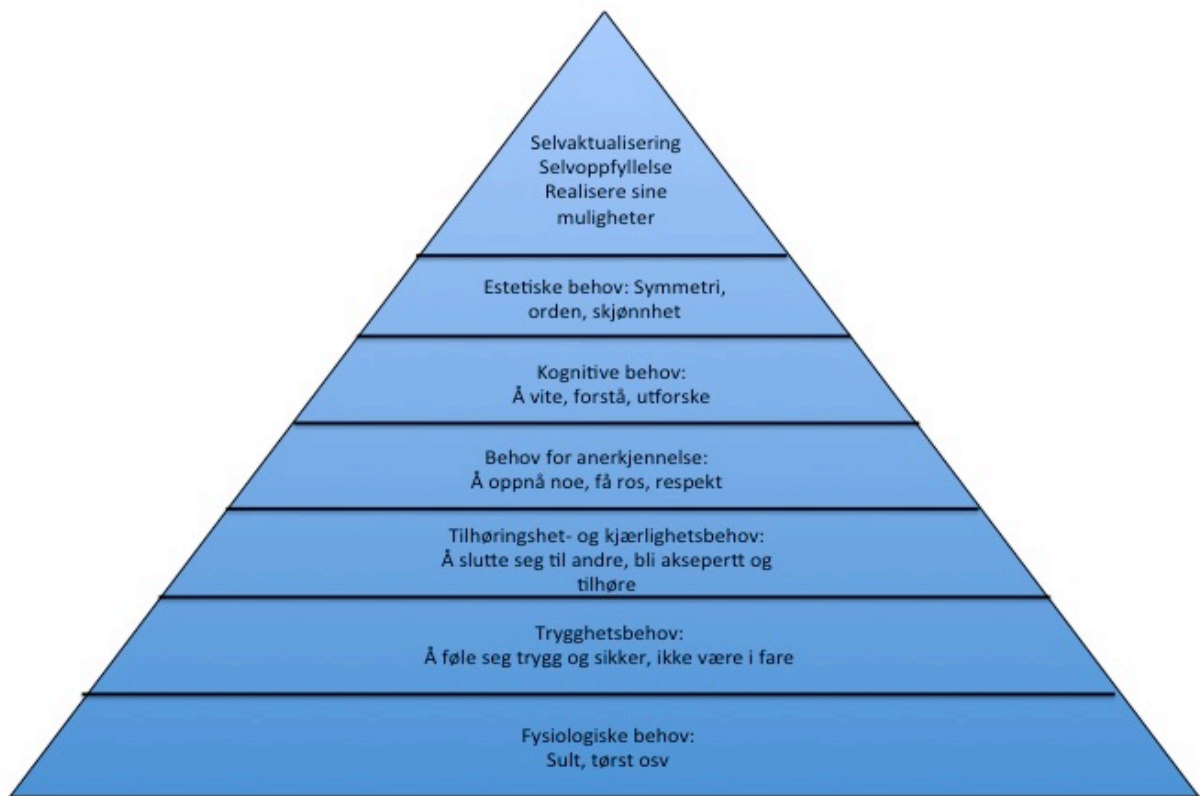 Selvaktualisering
Selvoppfyllelse
Realisere sine
muligheter
Estetiske behov: Symmetri,
orden, skjønnhet
Kognitive behov:
Å vite, forstå, utforske
Behov for anerkjennelse:
Å oppnå noe, få ros, respekt
Tilhøringshet- og kjærlighetsbehov:
Å slutte seg til andre, bli aksepertt og
tilhøre
Trygghetsbehov:
Å føle seg trygg og sikker, ikke være i fare
Fysiologiske behov:
Sult, tørst osv